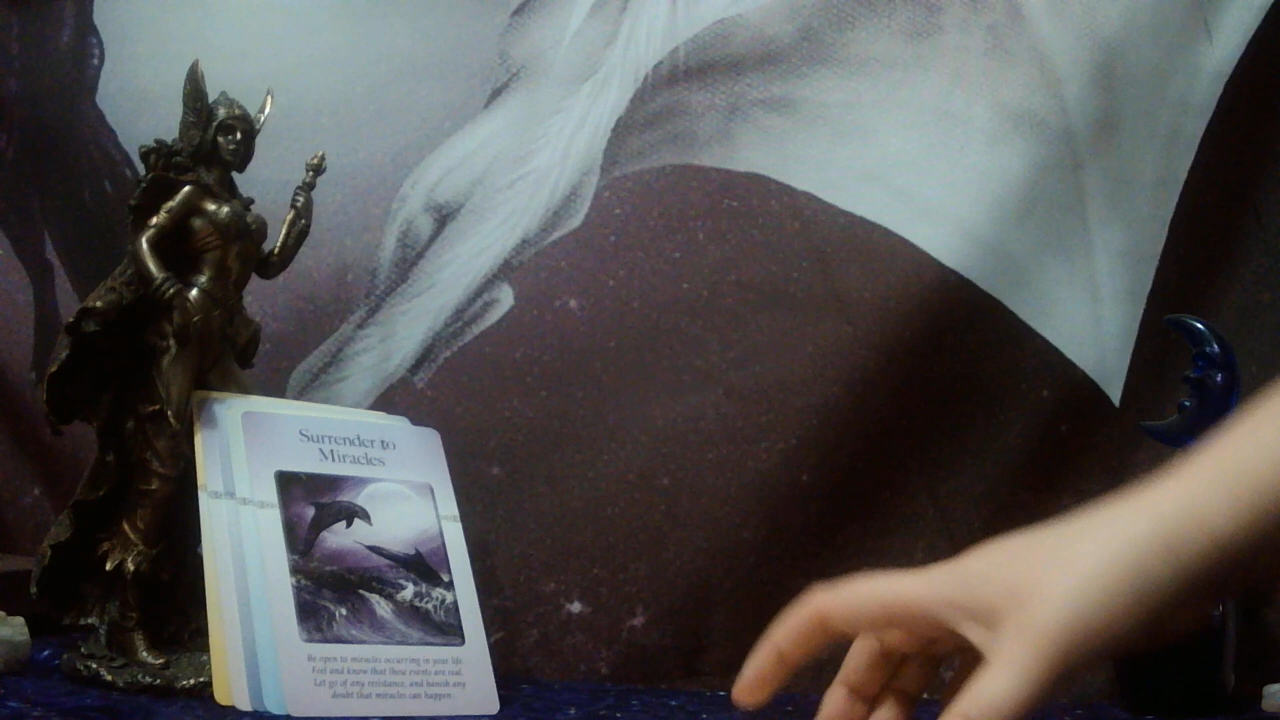 Surrender to
Miracles
Be open to miracles occurring in your life.
Feel and know that these events are real.
Let go of any resistance, and banish any
doubt that miracles can happen.